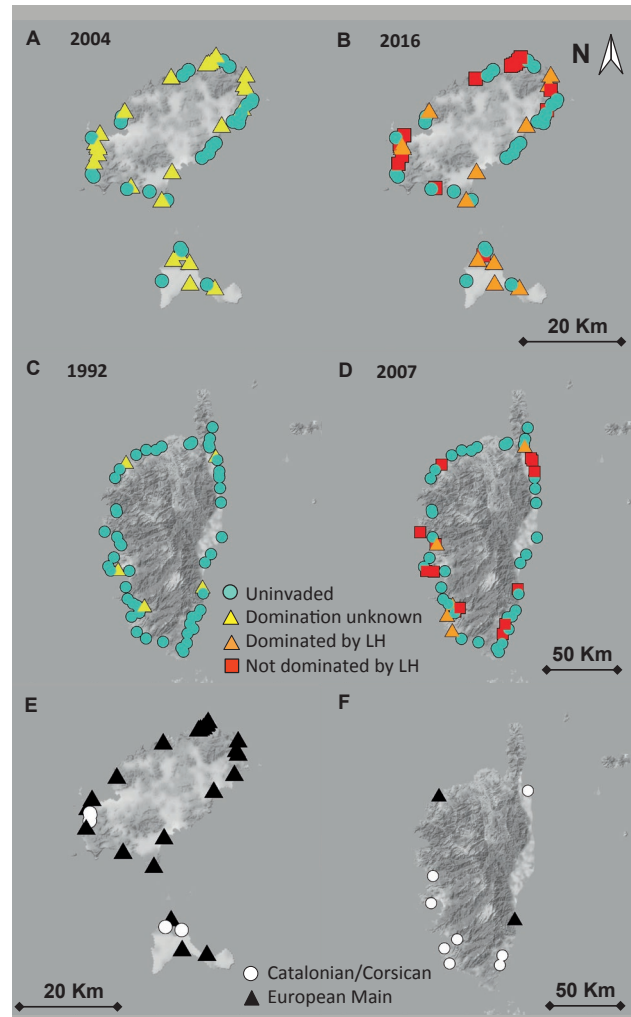 A 2004
B 2016
N
20 Km
C 1992
D 2007
Uninvaded
Domination unknown
Dominated by LH
Not dominated by LH
50 Km
E
F
Catalonian/Corsican
European Main
20 Km
50 Km